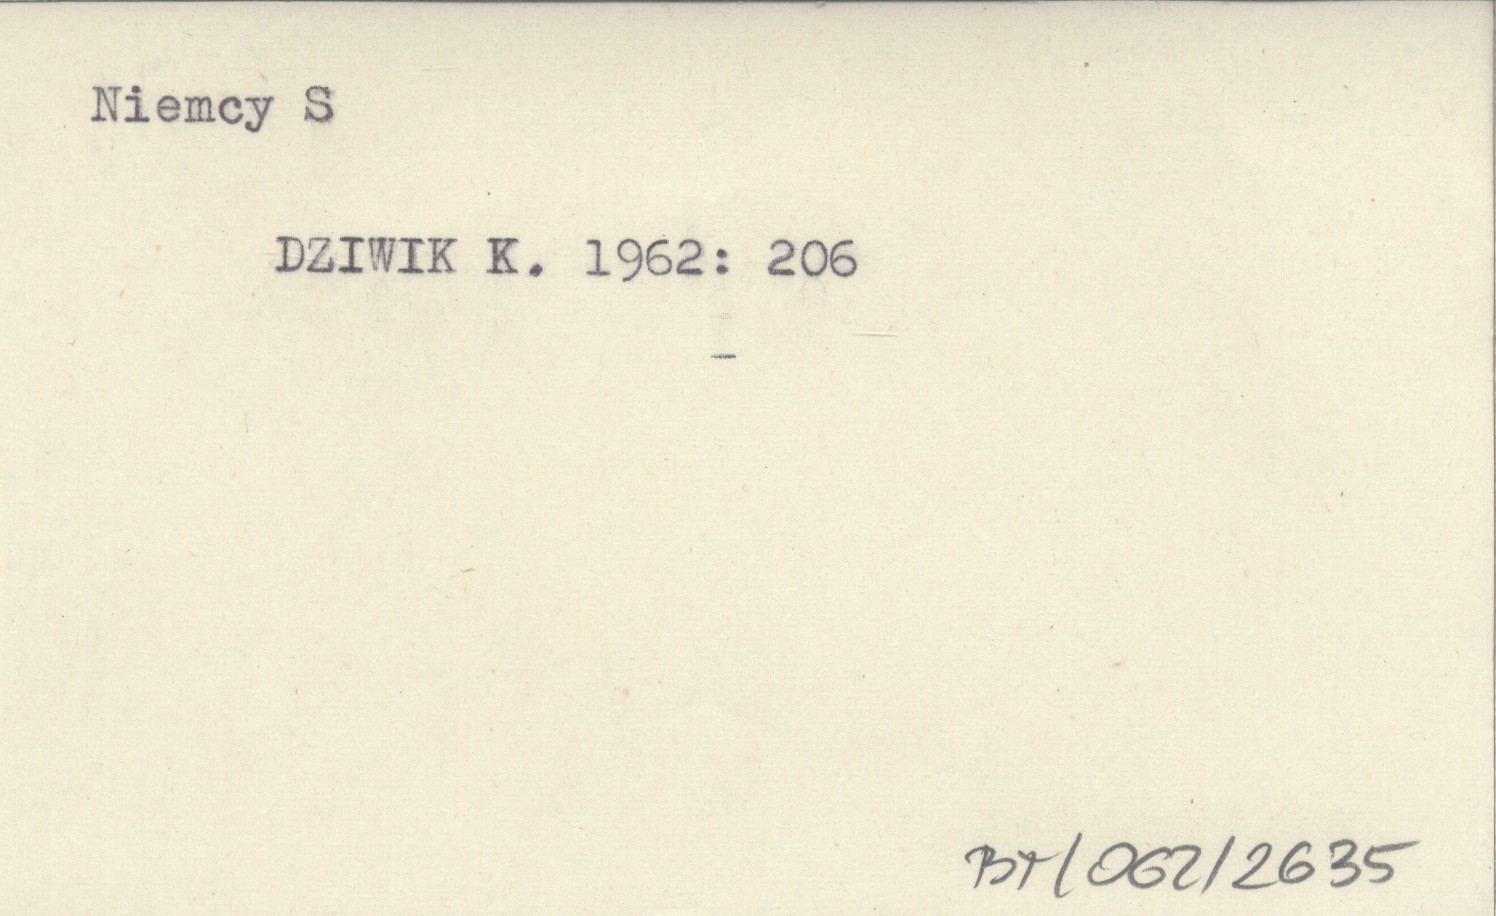 Niemcy S
DZIWIK K. 1962: 206
–
BT/062/2635